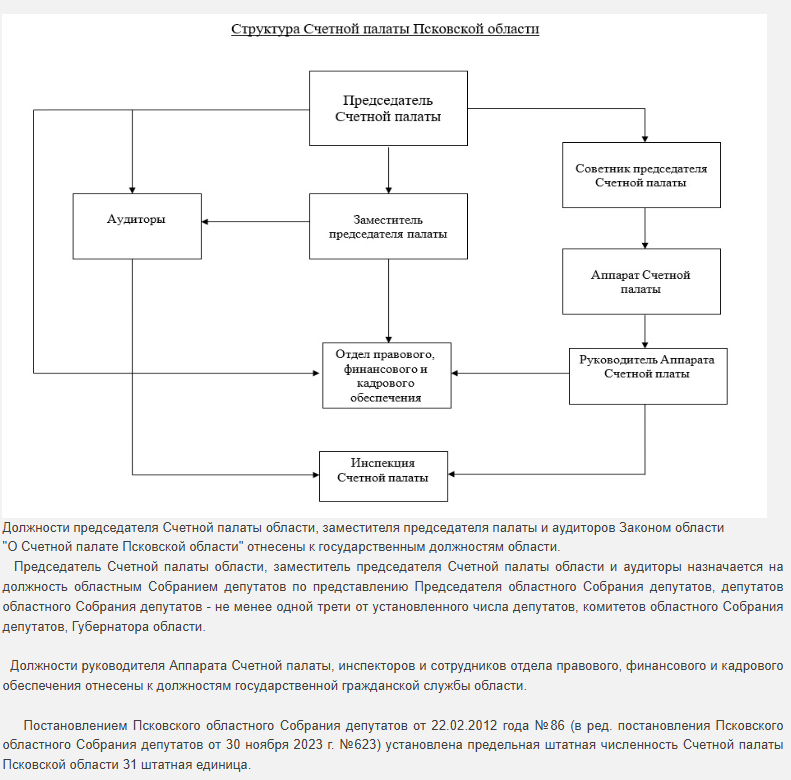 Структура Счетной палаты Псковской области
Председатель
Счетной палаты
Советник председателя
Счетной палаты
Аудиторы
Заместитель
председателя палаты
Аппарат Счетной
палаты
Отдел правового,
финансового и
кадрового
обеспечения
Руководитель Аппарата
Счетной платы
Инспекция
Счетной палаты
Должности председателя Счетной палаты области, заместителя председателя палаты и аудиторов Законом области
"О Счетной палате Псковской области" отнесены к государственным должностям области.
Председатель Счетной палаты области, заместитель председателя Счетной палаты области и аудиторы назначается на
должность областным Собранием депутатов по представлению Председателя областного Собрания депутатов, депутатов
областного Собрания депутатов - не менее одной трети от установленного числа депутатов, комитетов областного Собрания
депутатов, Губернатора области.
Должности руководителя Аппарата Счетной палаты, инспекторов и сотрудников отдела правового, финансового и кадрового
обеспечения отнесены к должностям государственной гражданской службы области.
Постановлением Псковского областного Собрания депутатов от 22.02.2012 года №86 (в ред. постановления Псковского
областного Собрания депутатов от 30 ноября 2023 г. №623) установлена предельная штатная численность Счетной палаты
Псковской области 31 штатная единица.